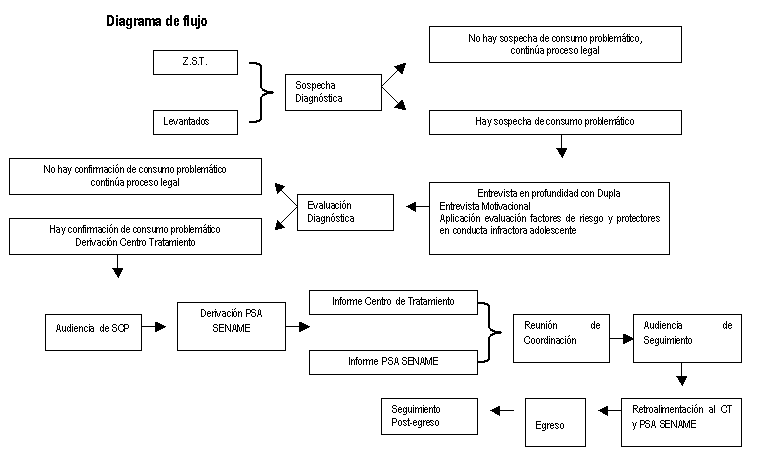 Diagrama de flujo
Z.S.T.
Levantados
Sospecha
Diagnóstica
No hay sospecha de consumo problemático,
continúa proceso legal
Hay sospecha de consumo problemático
Entrevista en profundidad con Dupla
Entrevista Motivacional
Aplicación evaluación factores de riesgo y protectores
en conducta infractora adolescente
Evaluación
Diagnóstica
No hay confirmación de consumo problemático
continúa proceso legal
Hay confirmación de consumo problemático
Derivación Centro Tratamiento
Audiencia de SCP
Derivación PSA
SENAME
Informe Centro de Tratamiento
Informe PSA SENAME
Reunión de
Coordinación
Audiencia de
Seguimiento
Retroalimentación al CT
y PSA SENAME
Egreso
Seguimiento
Post-egreso